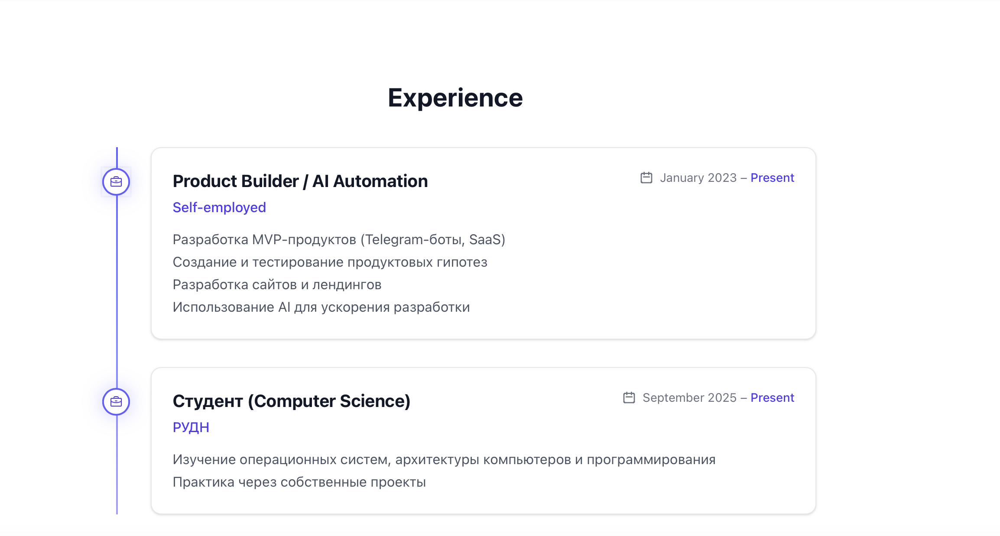 Experience
Product Builder / AI Automation
January 2023 – Present
Self-employed
Разработка MVP-продуктов (Telegram-боты, SaaS)
Создание и тестирование продуктовых гипотез
Разработка сайтов и лендингов
Использование AI для ускорения разработки
Студент (Computer Science)
September 2025 – Present
РУДН
Изучение операционных систем, архитектуры компьютеров и программирования
Практика через собственные проекты